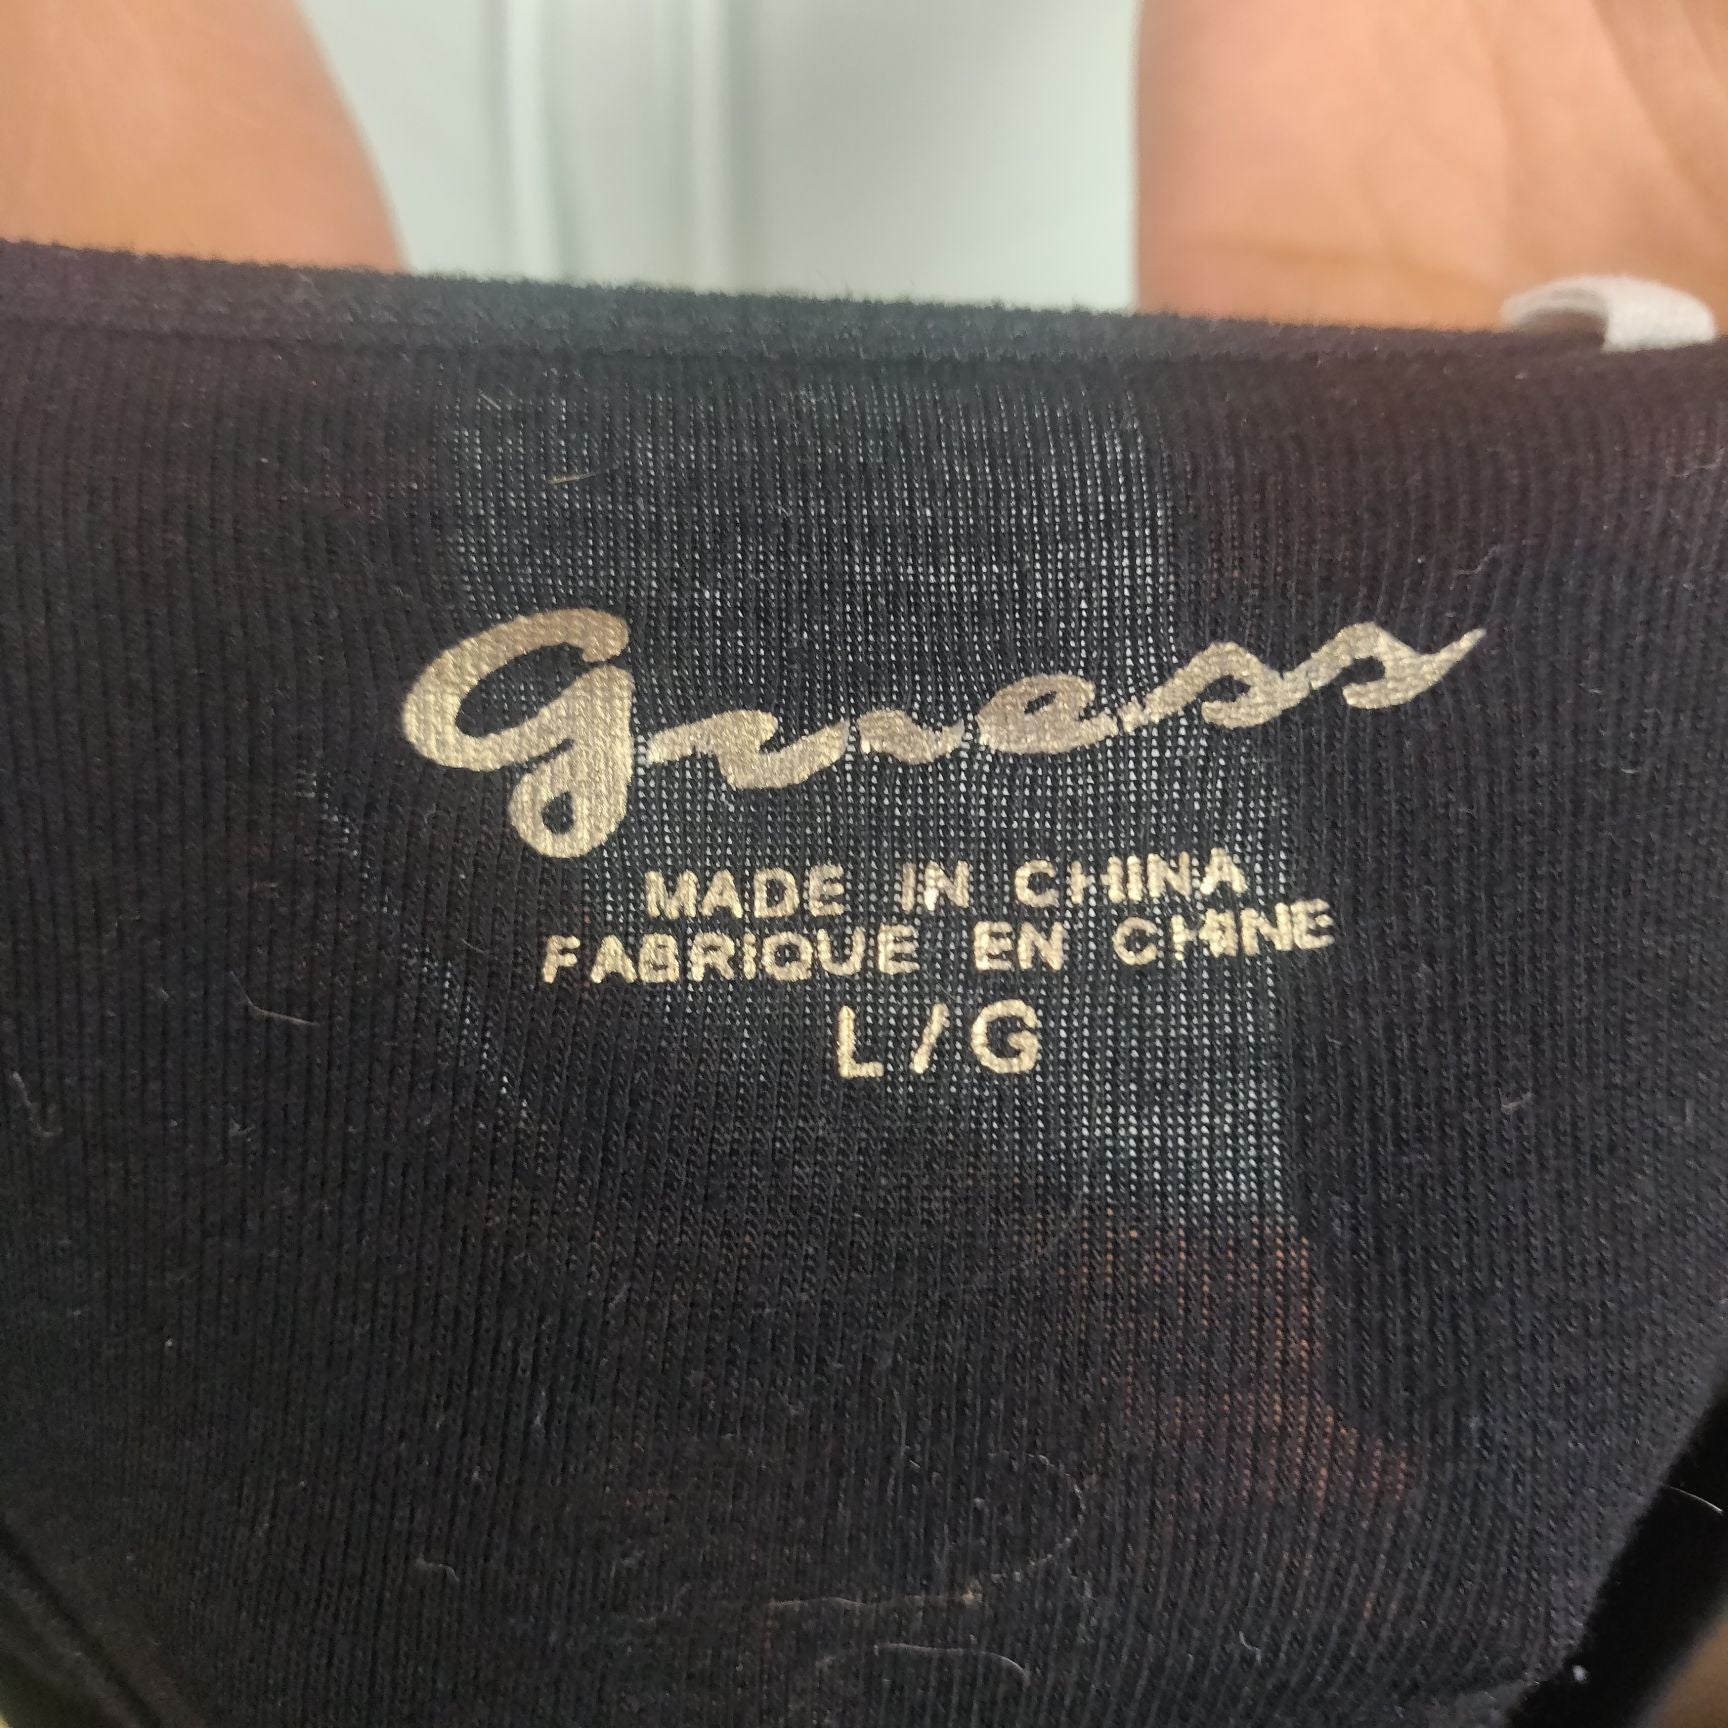 guess
MADE IN CHINA
FABRIQUE EN CHINE
L/G